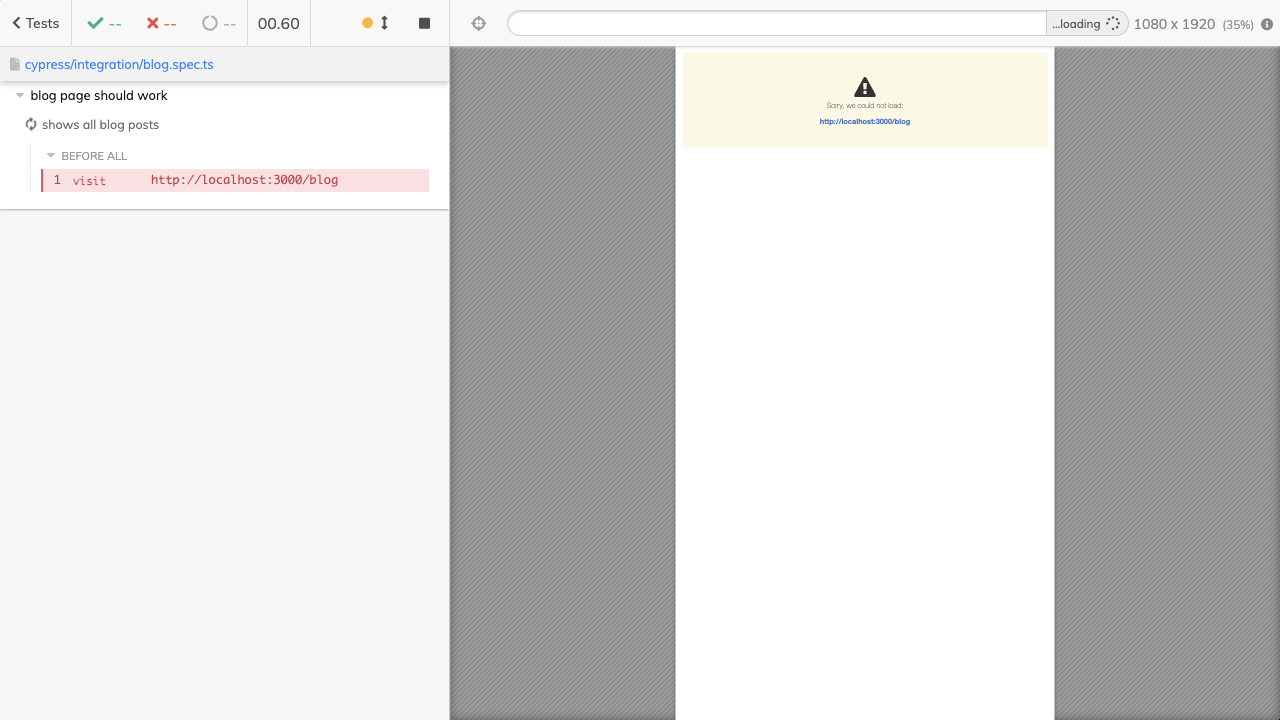 Tests
--
--
--
00.60
...loading
1080 x 1920 (35%)
cypress/integration/blog.spec.ts
blog page should work
shows all blog posts
BEFORE ALL
1 visit http://localhost:3000/blog
Sorry, we could not load:
http://localhost:3000/blog